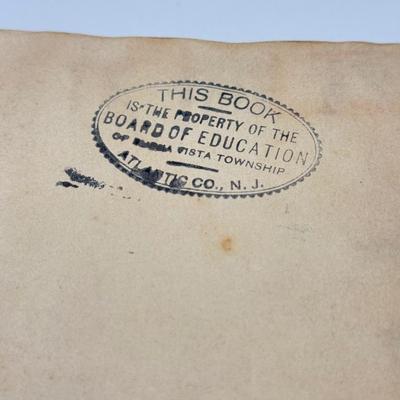 THIS BOOK
IS THE PROPERTY OF THE
BOARD OF EDUCATION
OF BUENA VISTA TOWNSHIP
ATLANTIC CO., N. J.